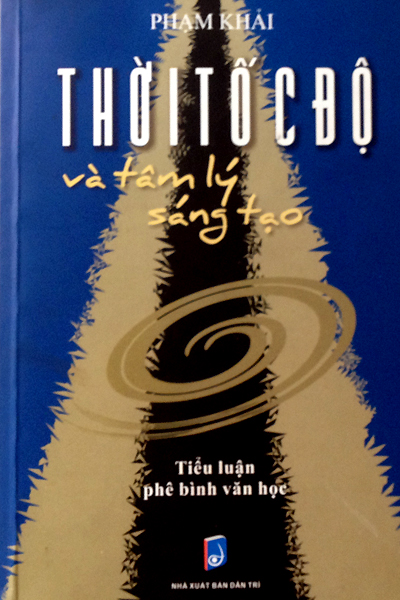 PHẠM KHẢI
THỜI TỐC ĐỘ
và tâm lý
sáng tạo
Tiểu luận
phê bình văn học
NHÀ XUẤT BẢN DÂN TRÍ